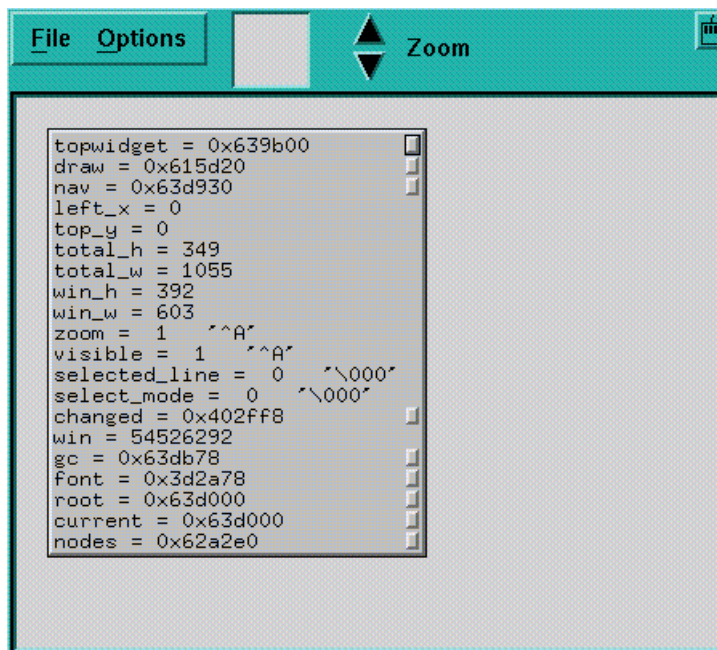 File Options Zoom
topwidget = 0x639b00
draw = 0x615d20
nav = 0x63d930
left_x = 0
top_y = 0
total_h = 349
total_w = 1055
win_h = 392
win_w = 603
zoom =  1   "^A"
visible =  1   "^A"
selected_line =  0   "\000"
select_mode =  0   "\000"
changed = 0x402ff8
win = 54526292
gc = 0x63db78
font = 0x3d2a78
root = 0x63d000
current = 0x63d000
nodes = 0x62a2e0